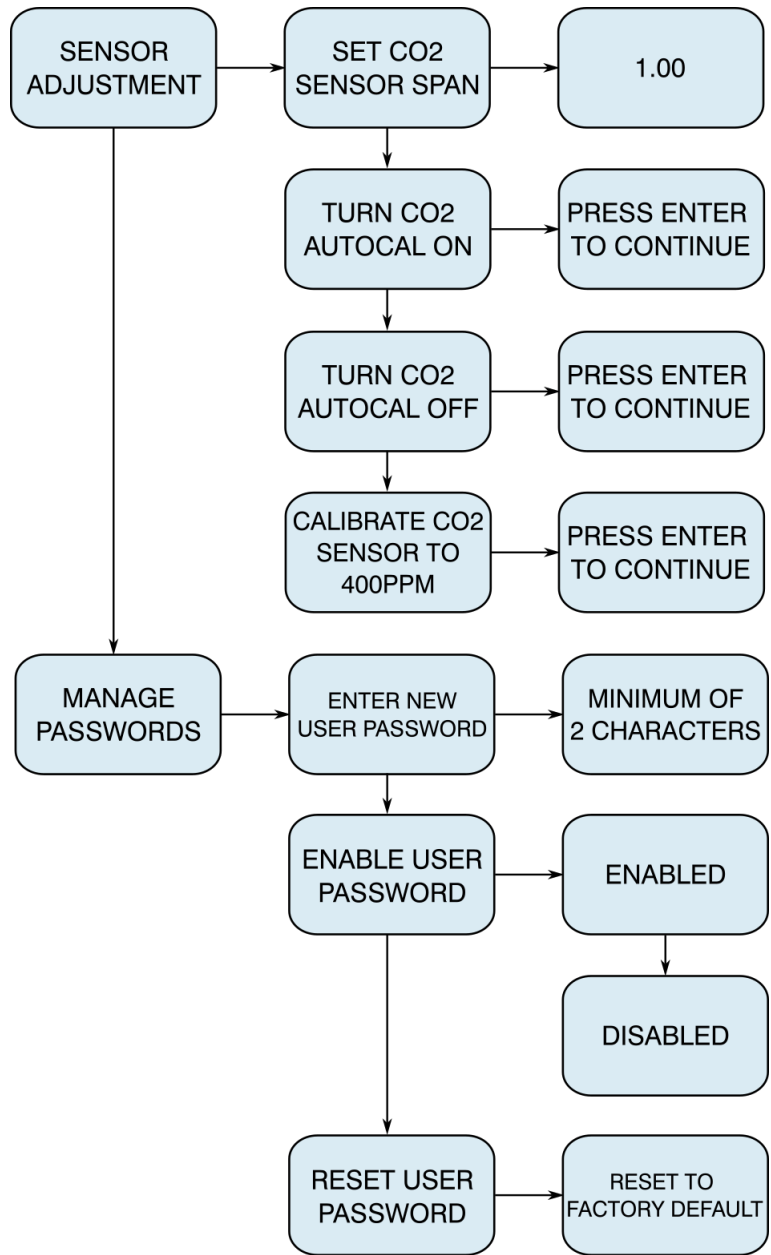 SENSOR
ADJUSTMENT
SET CO2
SENSOR SPAN
1.00
TURN CO2
AUTOCAL ON
PRESS ENTER
TO CONTINUE
TURN CO2
AUTOCAL OFF
PRESS ENTER
TO CONTINUE
CALIBRATE CO2
SENSOR TO
400PPM
PRESS ENTER
TO CONTINUE
MANAGE
PASSWORDS
ENTER NEW
USER PASSWORD
MINIMUM OF
2 CHARACTERS
ENABLE USER
PASSWORD
ENABLED
DISABLED
RESET USER
PASSWORD
RESET TO
FACTORY DEFAULT